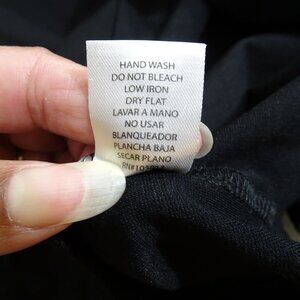 HAND WASH
DO NOT BLEACH
LOW IRON
DRY FLAT
LAVAR A MANO
NO USAR
BLANQUEADOR
PLANCHA BAJA
SECAR PLANO